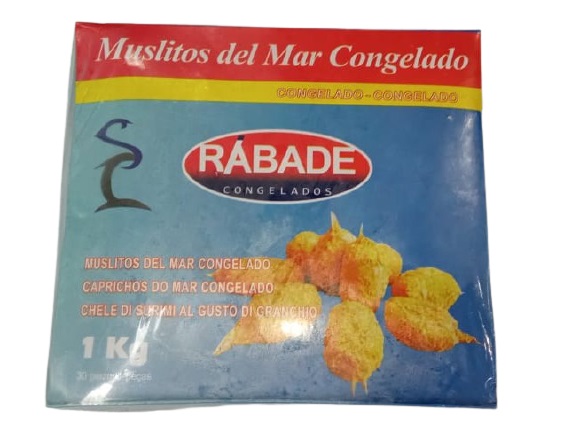 Muslitos del Mar Congelado
CONGELADO-CONGELADO
RÁBADE
CONGELADOS
MUSLITOS DEL MAR CONGELADO
CAPRICHOS DO MAR CONGELADO
CHELE DI SURIMI AL GUSTO DI GRANCHIO
1 Kg
30